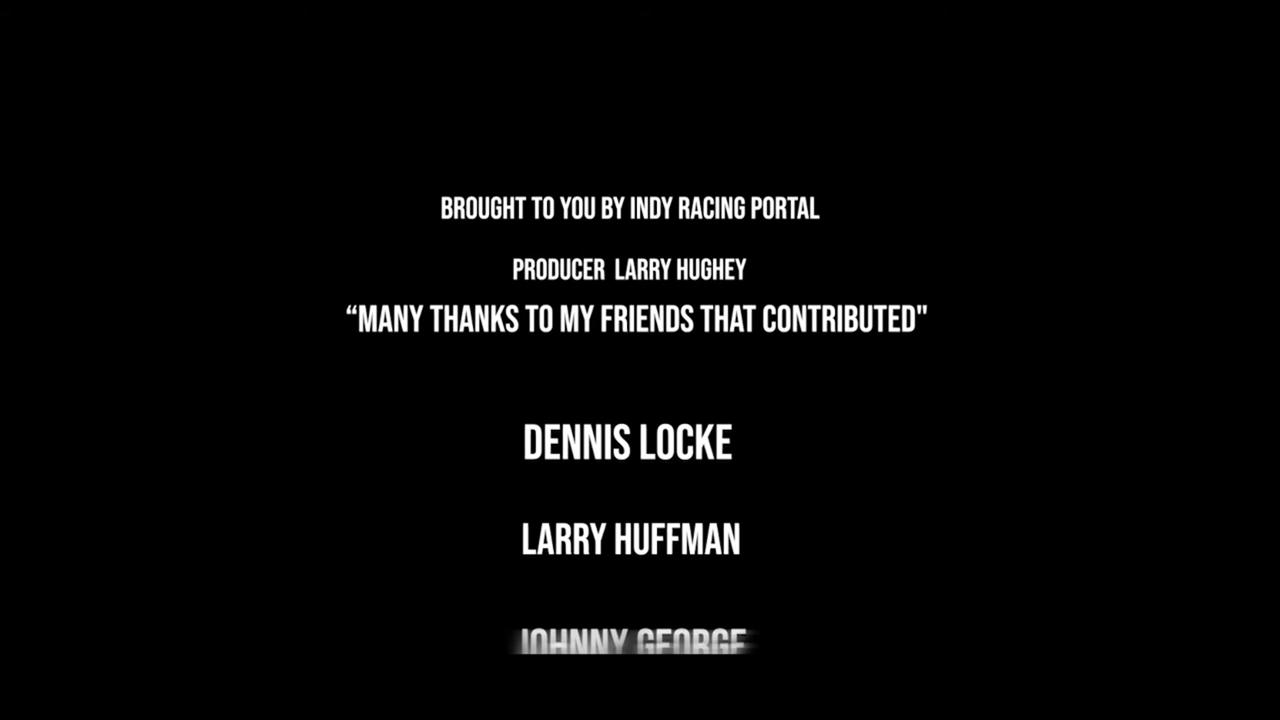 BROUGHT TO YOU BY INDY RACING PORTAL
PRODUCER LARRY HUGHEY
“MANY THANKS TO MY FRIENDS THAT CONTRIBUTED"
DENNIS LOCKE
LARRY HUFFMAN
JOHNNY GEORGE